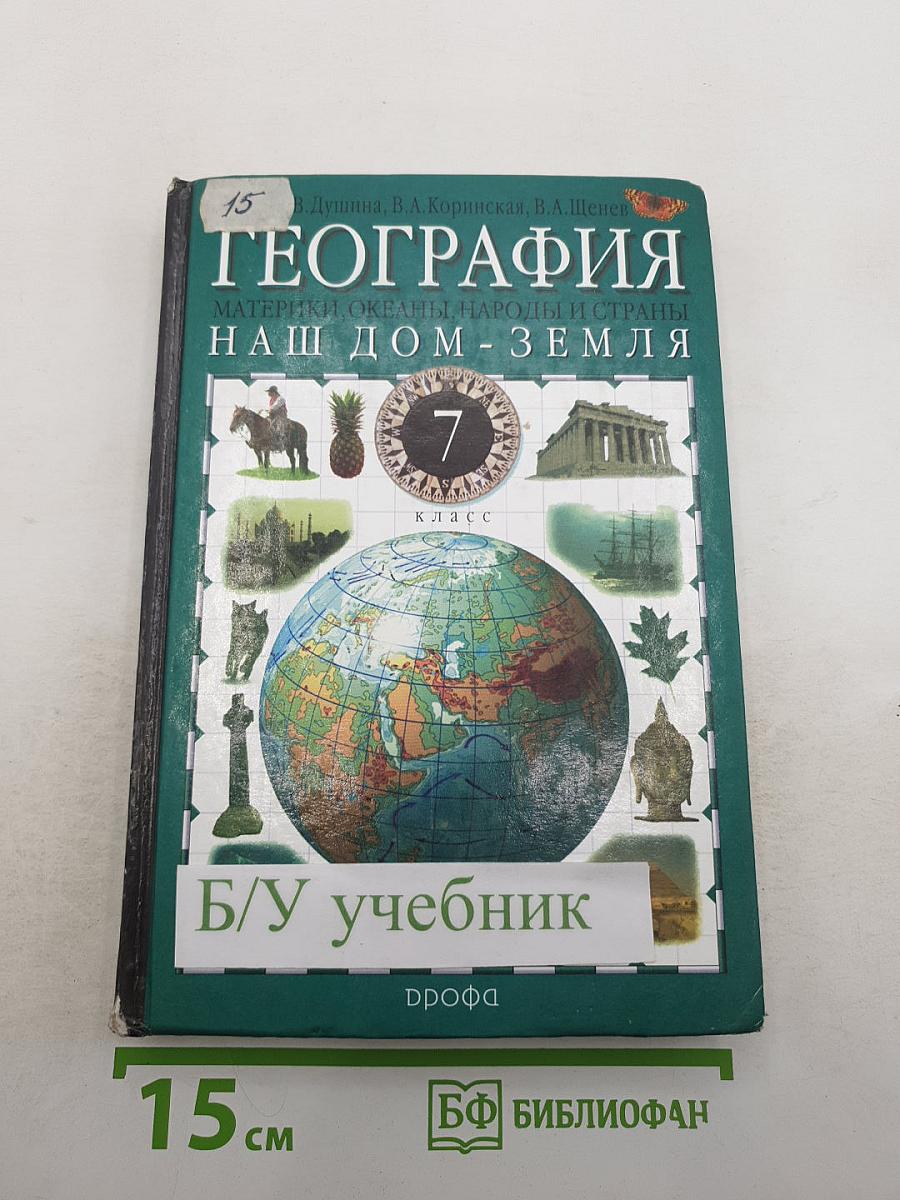 15
В.Душина, В.А.Коринская, В.А.Щенев
ГЕОГРАФИЯ
МАТЕРИКИ, ОКЕАНЫ, НАРОДЫ И СТРАНЫ
НАШ ДОМ - ЗЕМЛЯ
7
класс
Б/У учебник
дрофа
15 см
БФ БИБЛИОФАН